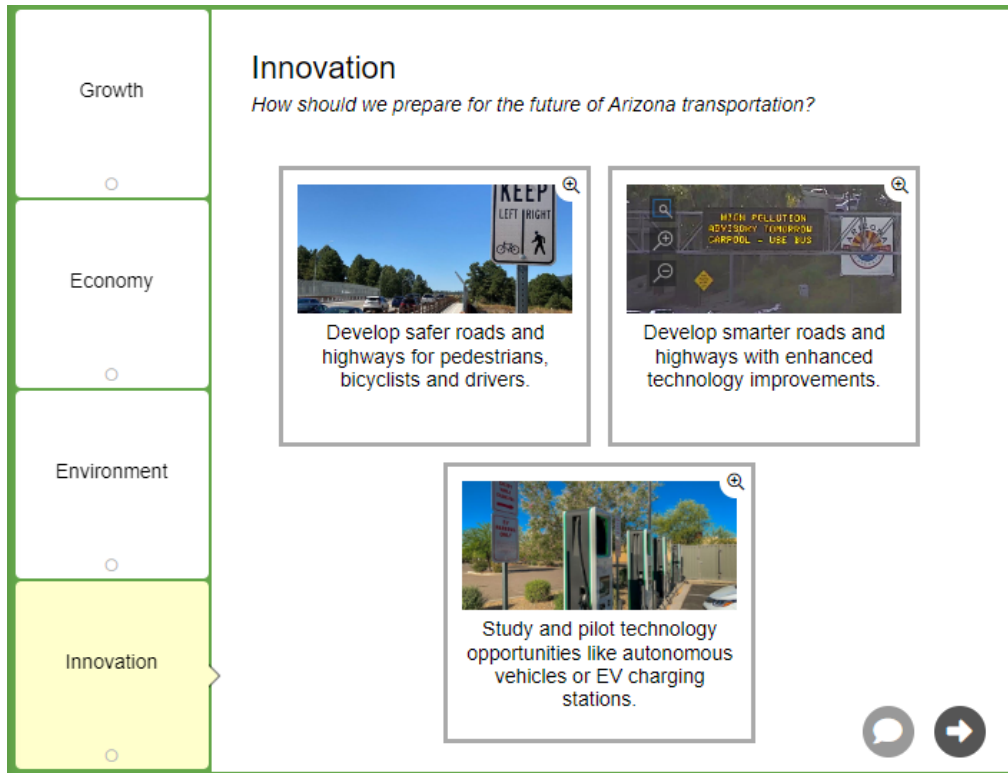 Growth
Economy
Environment
Innovation
Innovation
How should we prepare for the future of Arizona transportation?
KEEP
LEFT RIGHT
Develop safer roads and
highways for pedestrians,
bicyclists and drivers.
HIGH POLLUTION
ADVISORY TOMORROW
CARPOOL - USE BUS
Develop smarter roads and
highways with enhanced
technology improvements.
Study and pilot technology
opportunities like autonomous
vehicles or EV charging
stations.